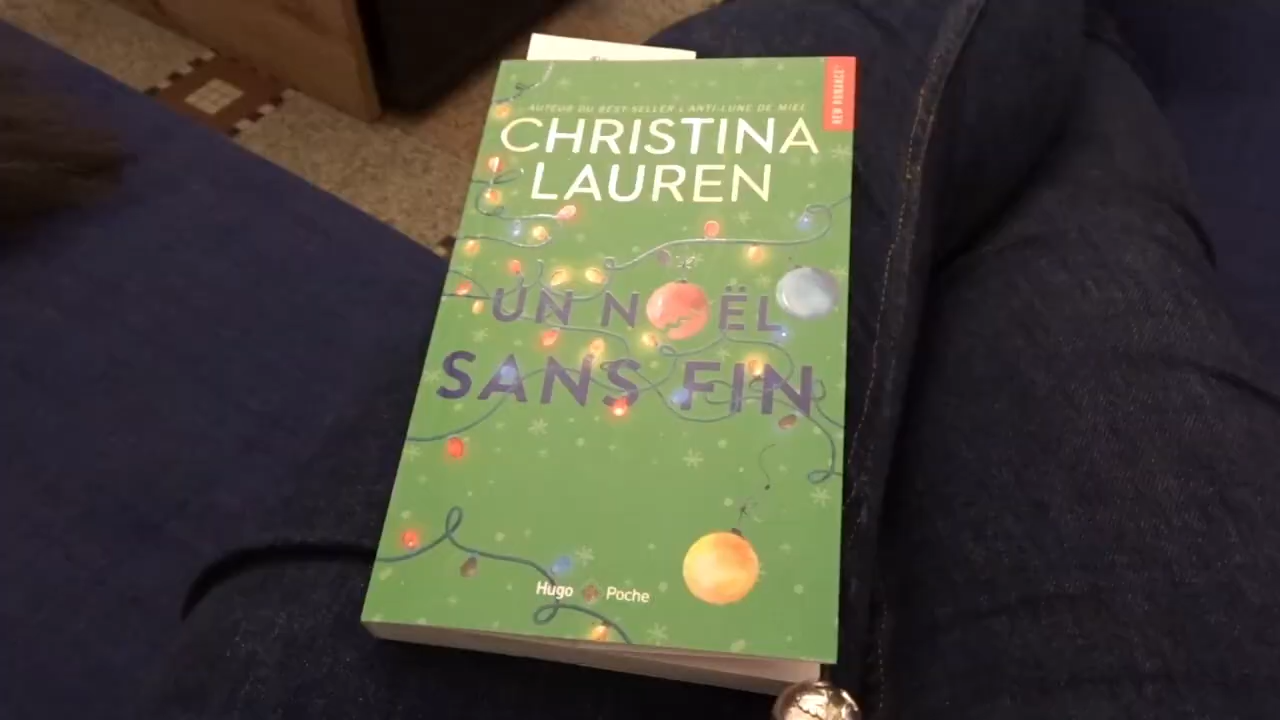 AUTEUR DU BEST-SELLER L'ANTI-LUNE DE MIEL
NEW ROMANCE
CHRISTINA
LAUREN
UN NOËL
SANS FIN
Hugo Poche